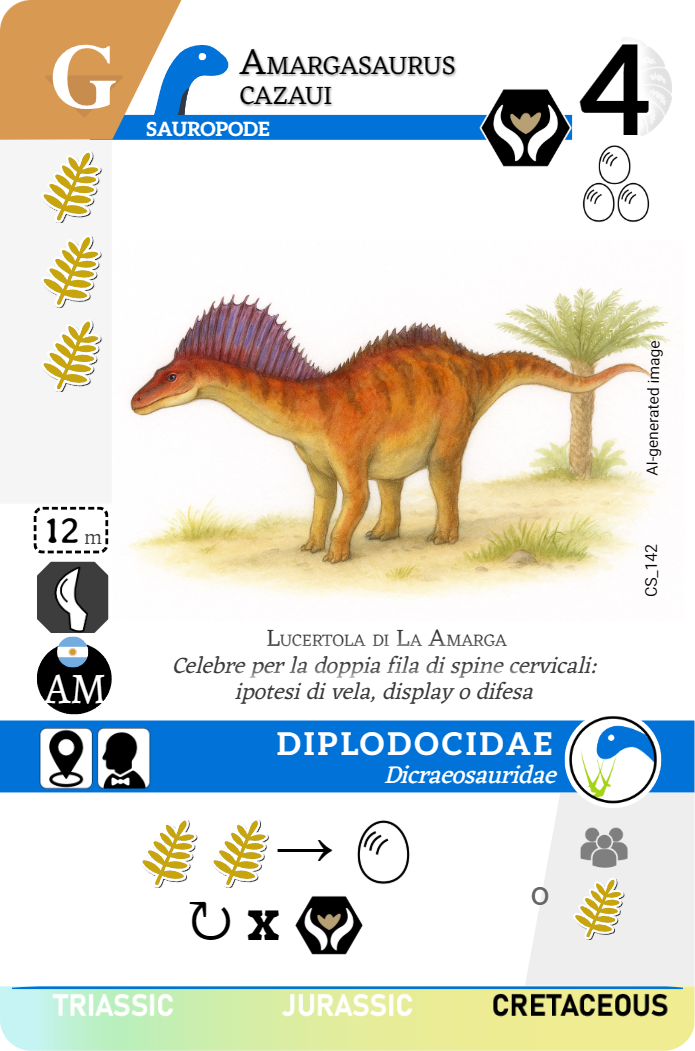 G
AMARGASAURUS
CAZAUI
4
SAUROPODE
AI-generated image
12 m
CS_142
AM
LUCERTOLA DI LA AMARGA
Celebre per la doppia fila di spine cervicali:
ipotesi di vela, display o difesa
DIPLODOCIDAE
Dicraeosauridae
o
x
TRIASSIC JURASSIC CRETACEOUS